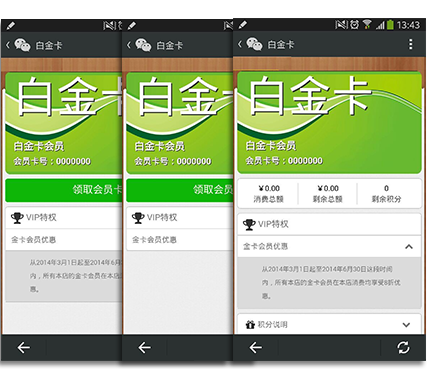 白金卡
白金卡
白金卡会员
会员卡号：0000000
领取会员卡
VIP特权
金卡会员优惠
从2014年3月1日起至2014年6月
内，所有本店的金卡会员在本店
惠。
白金卡
白金卡
白金卡会员
会员卡号：0000000
领取会员
VIP特权
金卡会员优惠
13:43
白金卡
白金卡
白金卡会员
会员卡号：0000000
￥0.00
消费总额
￥0.00
剩余总额
0
剩余积分
VIP特权
金卡会员优惠
从2014年3月1日起至2014年6月30日这段时间
内，所有本店的金卡会员在本店消费均享受8折优
惠。
积分说明